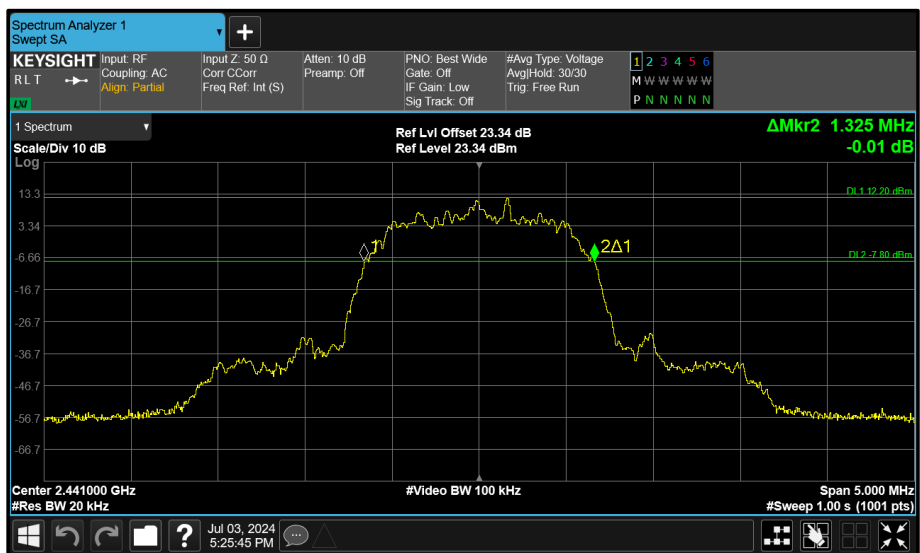 Spectrum Analyzer 1
Swept SA
+
KEYSIGHT
R L T
LXI
Input: RF
Coupling: AC
Align: Partial
Input Z: 50 Ω
Corr CCorr
Freq Ref: Int (S)
Atten: 10 dB
Preamp: Off
PNO: Best Wide
Gate: Off
IF Gain: Low
Sig Track: Off
#Avg Type: Voltage
Avg|Hold: 30/30
Trig: Free Run
1 2 3 4 5 6
M W W W W W
P N N N N N
1 Spectrum
Scale/Div 10 dB
Ref Lvl Offset 23.34 dB
Ref Level 23.34 dBm
ΔMkr2 1.325 MHz
-0.01 dB
Log
13.3
DL1 12.20 dBm
3.34
1
2Δ1
-6.66
DL2 -7.80 dBm
-16.7
-26.7
-36.7
-46.7
-56.7
-66.7
Center 2.441000 GHz
#Video BW 100 kHz
Span 5.000 MHz
#Res BW 20 kHz
#Sweep 1.00 s (1001 pts)
?
Jul 03, 2024
5:25:45 PM